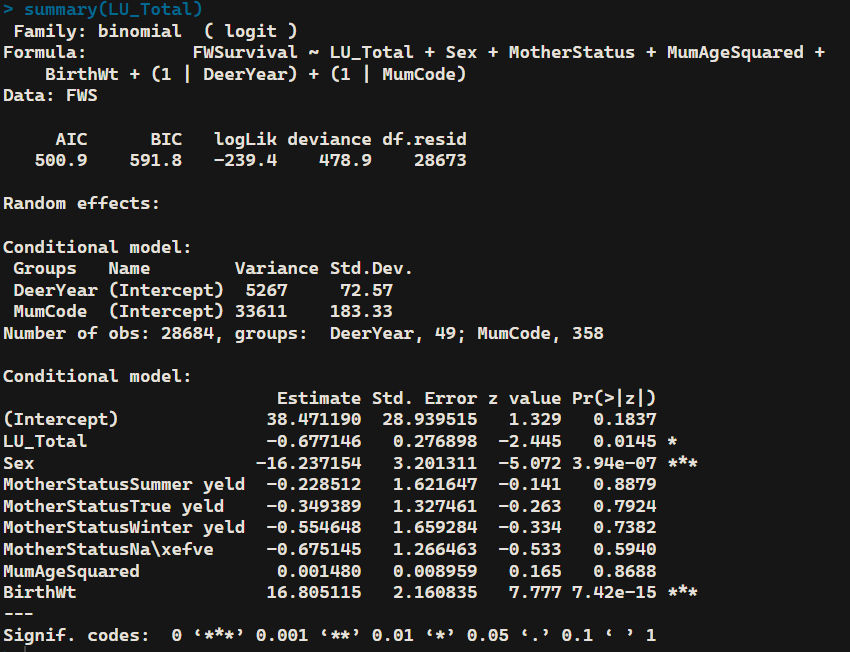 > summary(LU_Total)
 Family: binomial  ( logit )
Formula:          FWSurvival ~ LU_Total + Sex + MotherStatus + MumAgeSquared +
    BirthWt + (1 | DeerYear) + (1 | MumCode)
Data: FWS
     AIC      BIC   logLik deviance df.resid
   500.9    591.8   -239.4    478.9    28673
Random effects:
Conditional model:
 Groups   Name        Variance Std.Dev.
 DeerYear (Intercept)  5267     72.57
 MumCode  (Intercept) 33611    183.33
Number of obs: 28684, groups:  DeerYear, 49; MumCode, 358
Conditional model:
                         Estimate Std. Error z value Pr(>|z|)
(Intercept)             38.471190  28.939515   1.329   0.1837
LU_Total                -0.677146   0.276898  -2.445   0.0145 *
Sex                    -16.237154   3.201311  -5.072 3.94e-07 ***
MotherStatusSummer yeld -0.228512   1.621647  -0.141   0.8879
MotherStatusTrue yeld   -0.349389   1.327461  -0.263   0.7924
MotherStatusWinter yeld -0.554648   1.659284  -0.334   0.7382
MotherStatusNa\xefve    -0.675145   1.266463  -0.533   0.5940
MumAgeSquared            0.001480   0.008959   0.165   0.8688
BirthWt                 16.805115   2.160835   7.777 7.42e-15 ***
---
Signif. codes:  0 ‘***’ 0.001 ‘**’ 0.01 ‘*’ 0.05 ‘.’ 0.1 ‘ ’ 1